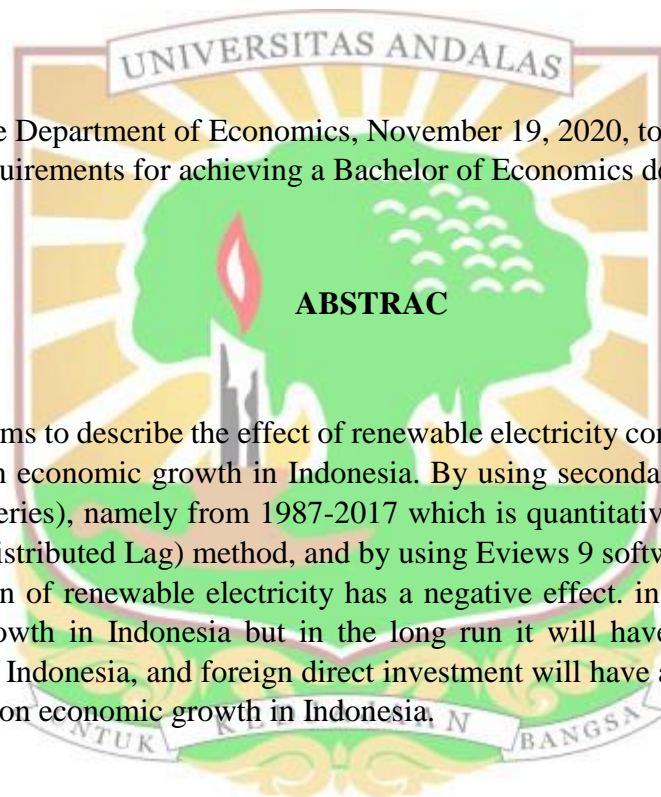 UNIVERSITAS ANDALAS
e Department of Economics, November 19, 2020, to
uirements for achieving a Bachelor of Economics de
ABSTRAC
ms to describe the effect of renewable electricity con
n economic growth in Indonesia. By using seconda
eries), namely from 1987-2017 which is quantitativ
istributed Lag) method, and by using Eviews 9 softw
n of renewable electricity has a negative effect. in
owth in Indonesia but in the long run it will have
Indonesia, and foreign direct investment will have a
on economic growth in Indonesia.
UNTUK BANGSA